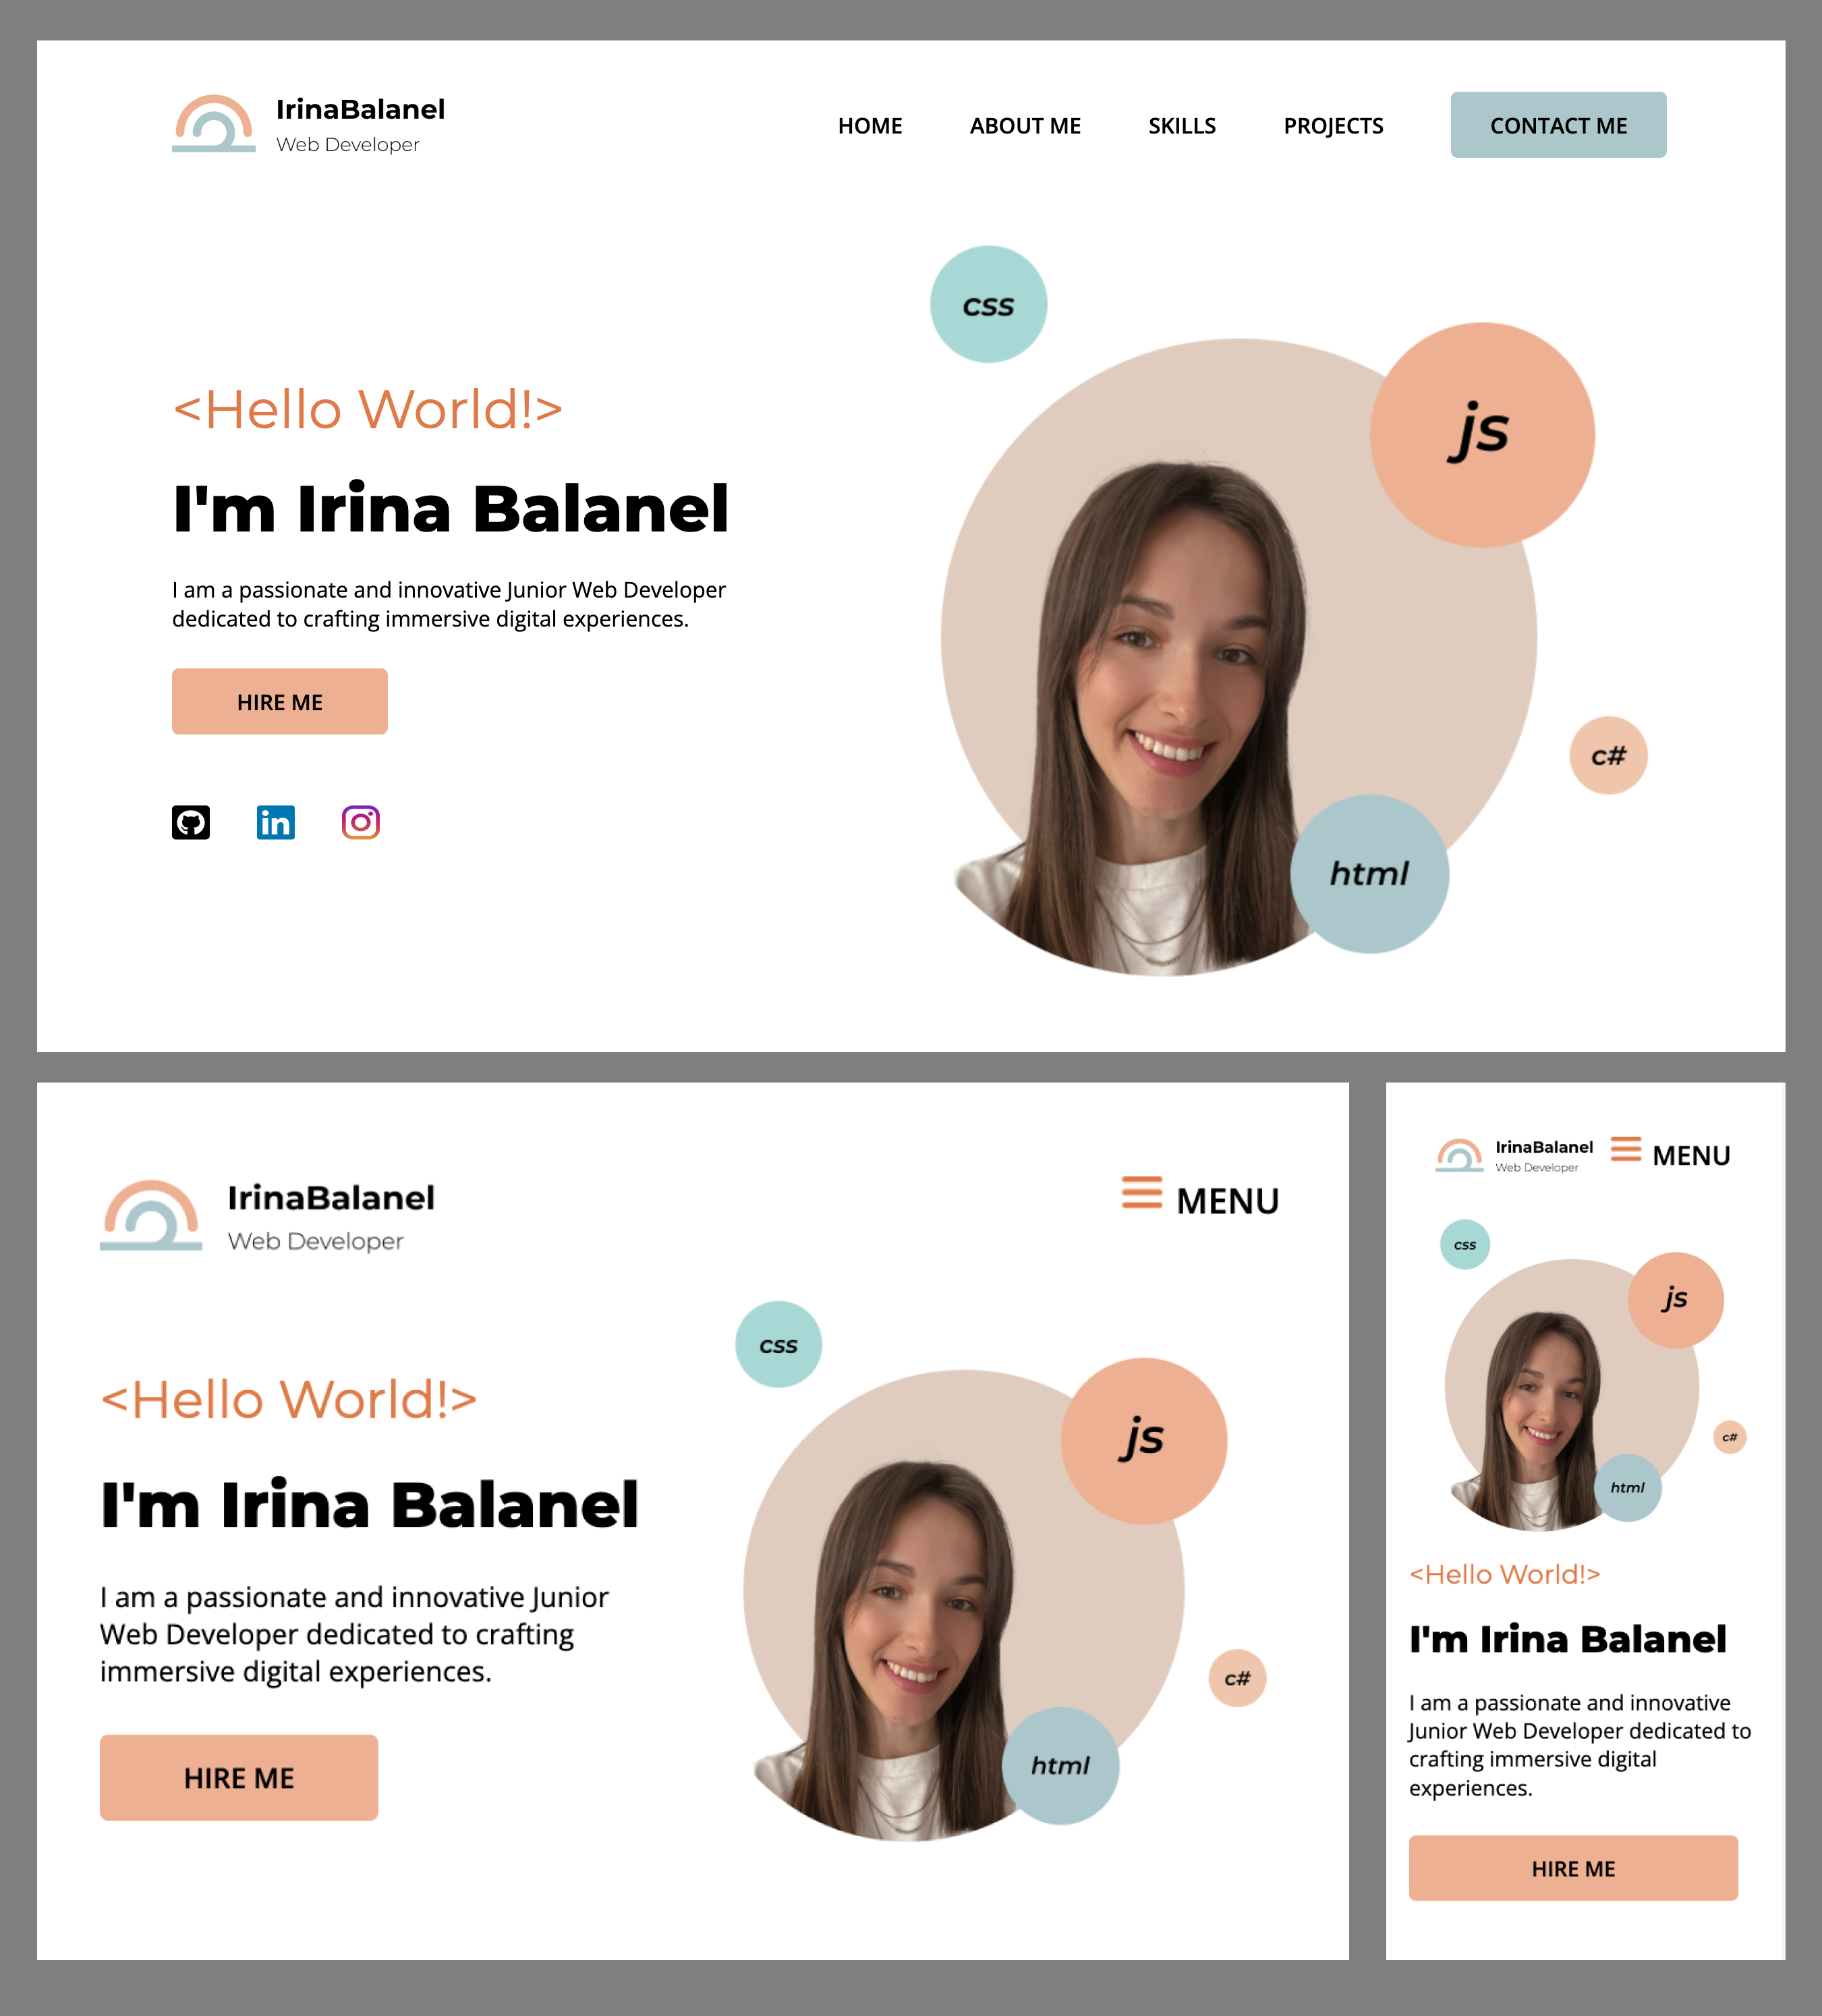 IrinaBalanel
Web Developer
HOME ABOUT ME SKILLS PROJECTS CONTACT ME
css
js
<Hello World!>
I'm Irina Balanel
I am a passionate and innovative Junior Web Developer
dedicated to crafting immersive digital experiences.
HIRE ME
c#
html
in
IrinaBalanel
Web Developer
MENU
css
js
<Hello World!>
I'm Irina Balanel
I am a passionate and innovative Junior
Web Developer dedicated to crafting
immersive digital experiences.
HIRE ME
c#
html
IrinaBalanel
Web Developer
MENU
css
js
c#
html
<Hello World!>
I'm Irina Balanel
I am a passionate and innovative
Junior Web Developer dedicated to
crafting immersive digital
experiences.
HIRE ME